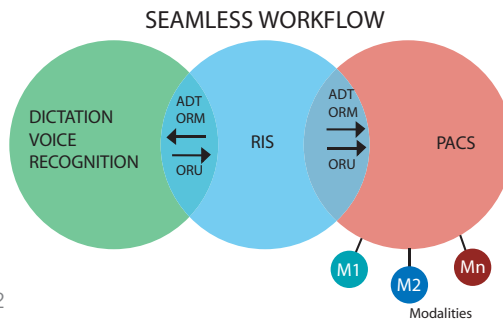 SEAMLESS WORKFLOW
DICTATION
VOICE
RECOGNITION
ADT
ORM
ORU
RIS
ADT
ORM
ORU
PACS
M1
M2
Mn
Modalities
2